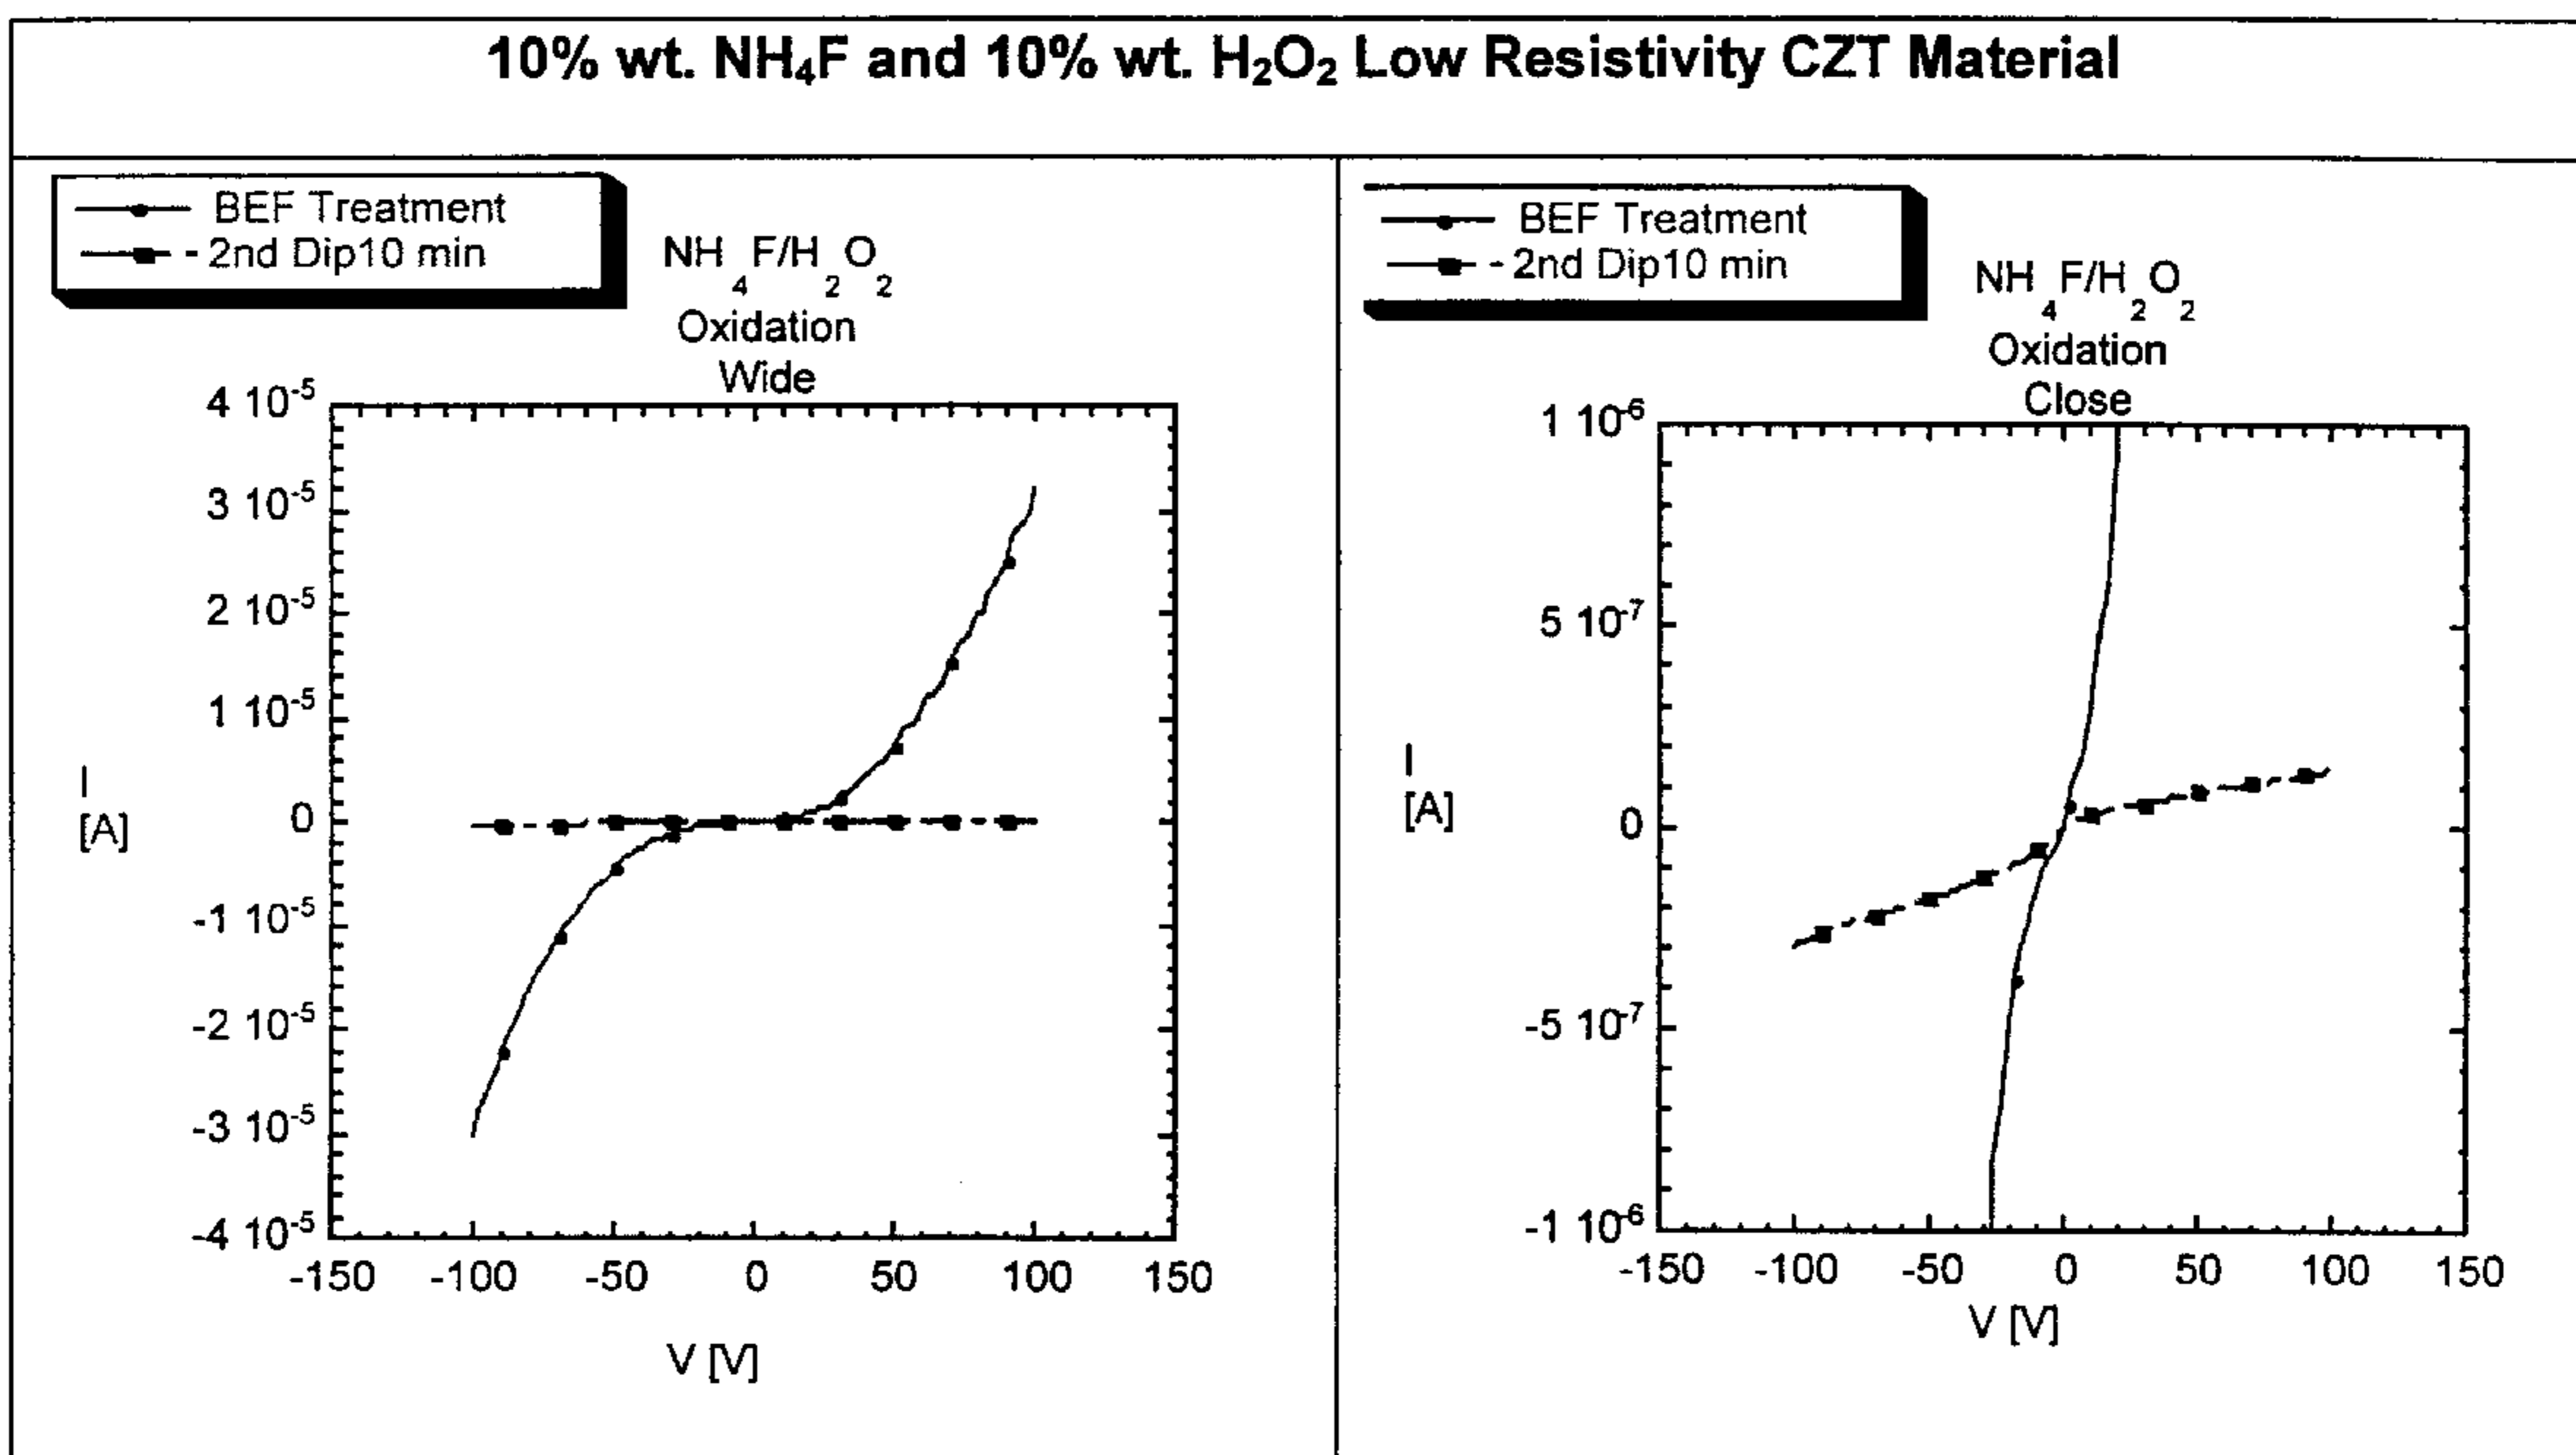 10% wt. NH₄F and 10% wt. H₂O₂ Low Resistivity CZT Material
BEF Treatment
2nd Dip10 min
NH₄F/H₂O₂
Oxidation
Wide
4 10⁻⁵
3 10⁻⁵
2 10⁻⁵
1 10⁻⁵
0
-1 10⁻⁵
-2 10⁻⁵
-3 10⁻⁵
-4 10⁻⁵
I
[A]
-150 -100 -50 0 50 100 150
V [V]
BEF Treatment
2nd Dip10 min
NH₄F/H₂O₂
Oxidation
Close
1 10⁻⁶
5 10⁻⁷
0
-5 10⁻⁷
-1 10⁻⁶
I
[A]
-150 -100 -50 0 50 100 150
V [V]